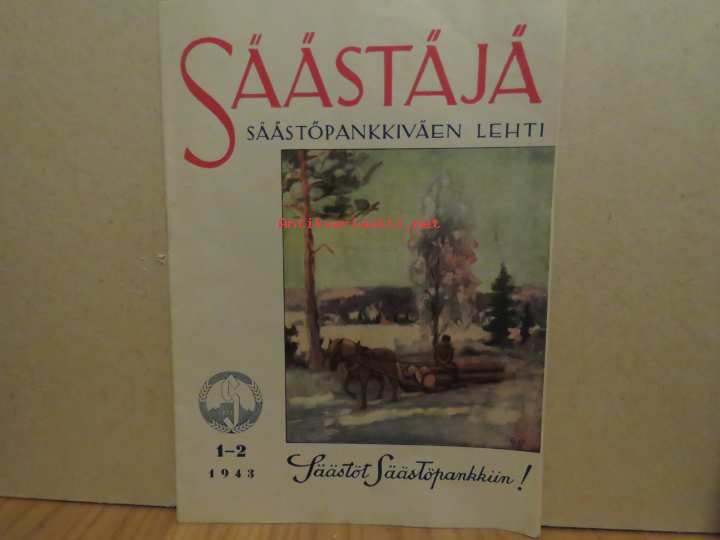 SÄÄSTÄJÄ
SÄÄSTÖPANKKIVÄEN LEHTI
Antikvariaatti.net
1-2
1943
Säästöt Säästöpankkiin!